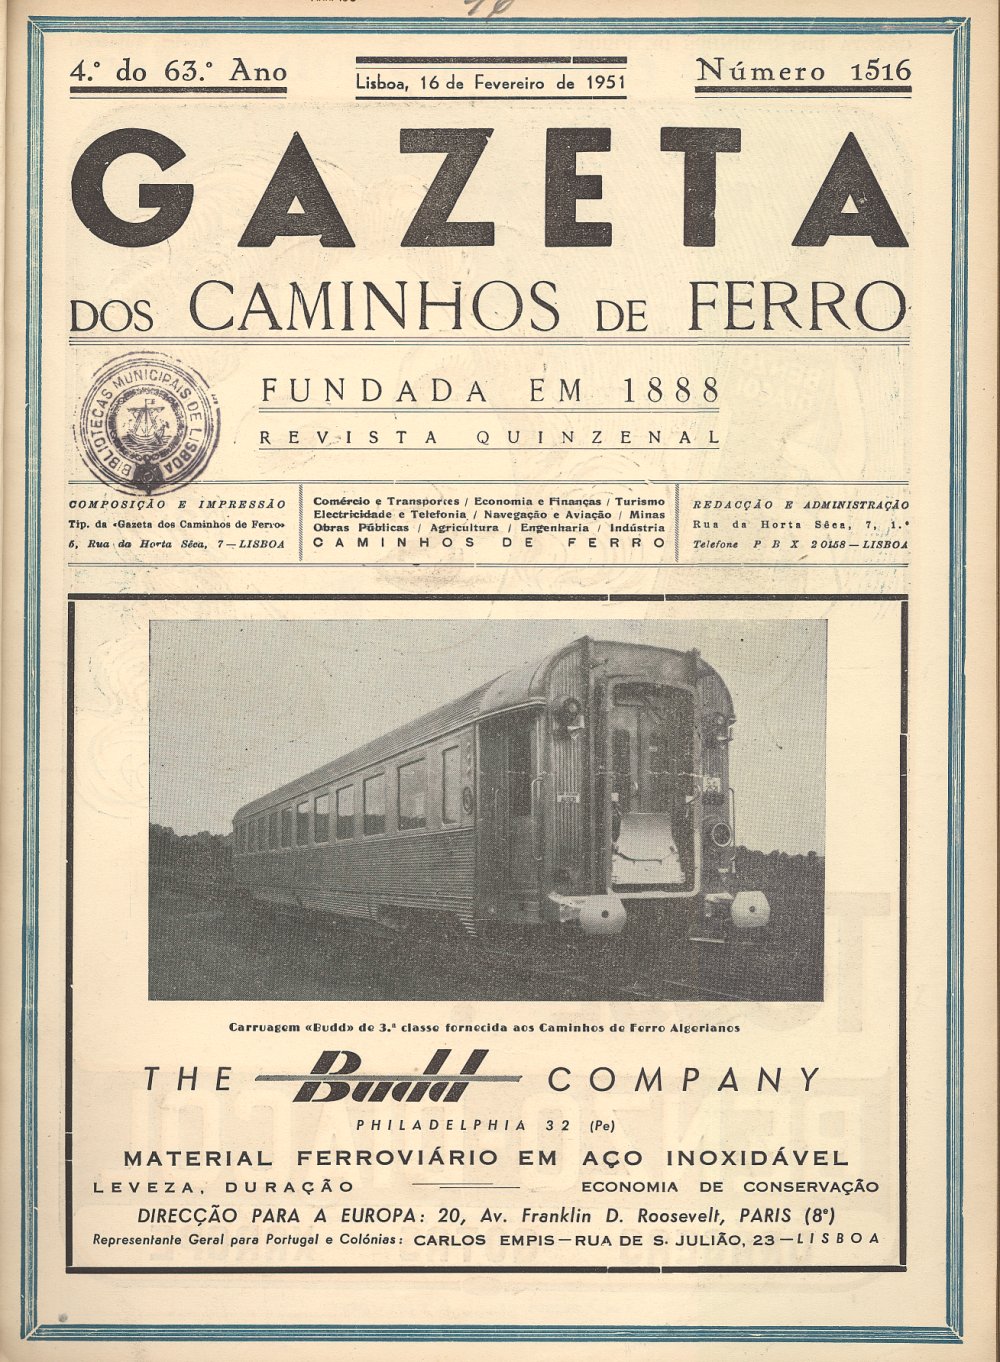 4.° do 63.° Ano
Lisboa, 16 de Fevereiro de 1951
Número 1516
GAZETA
DOS CAMINHOS DE FERRO
BIBLIOTECAS MUNICIPAIS DE LISBOA
FUNDADA EM 1888
REVISTA QUINZENAL
COMPOSIÇÃO E IMPRESSÃO
Tip. da «Gazeta dos Caminhos de Ferro»
5, Rua da Horta Sêca, 7—LISBOA
Comércio e Transportes / Economia e Finanças / Turismo
Electricidade e Telefonia / Navegação e Aviação / Minas
Obras Públicas / Agricultura / Engenharia / Indústria
CAMINHOS DE FERRO
REDACÇÃO E ADMINISTRAÇÃO
Rua da Horta Sêca, 7, 1.°
Telefone PBX 20158—LISBOA
Carruagem «Budd» de 3.ª classe fornecida aos Caminhos de Ferro Algerianos
THE Budd COMPANY
PHILADELPHIA 32 (Pe)
MATERIAL FERROVIÁRIO EM AÇO INOXIDÁVEL
LEVEZA, DURAÇÃO
ECONOMIA DE CONSERVAÇÃO
DIRECÇÃO PARA A EUROPA: 20, Av. Franklin D. Roosevelt, PARIS (8°)
Representante Geral para Portugal e Colónias: CARLOS EMPIS—RUA DE S. JULIÃO, 23—LISBOA